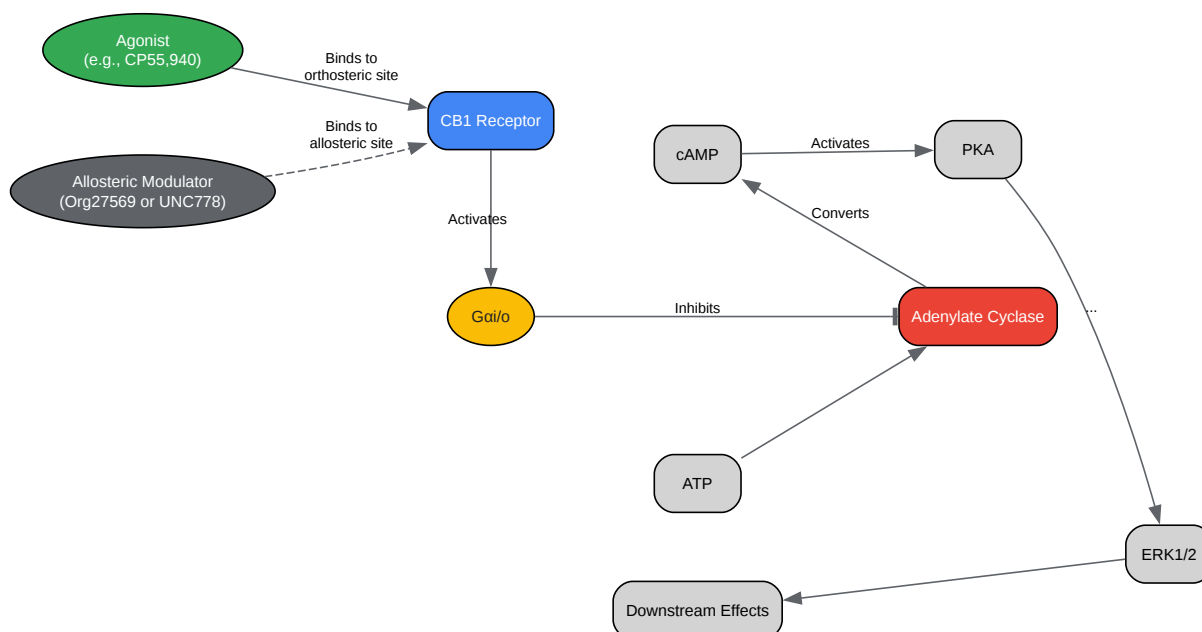 Agonist
(e.g., CP55,940)
Binds to
orthosteric site
CB1 Receptor
Binds to
allosteric site
Allosteric Modulator
(Org27569 or UNC778)
cAMP
Activates
PKA
Converts
Activates
Gαi/o
Inhibits
Adenylate Cyclase
...
ATP
ERK1/2
Downstream Effects